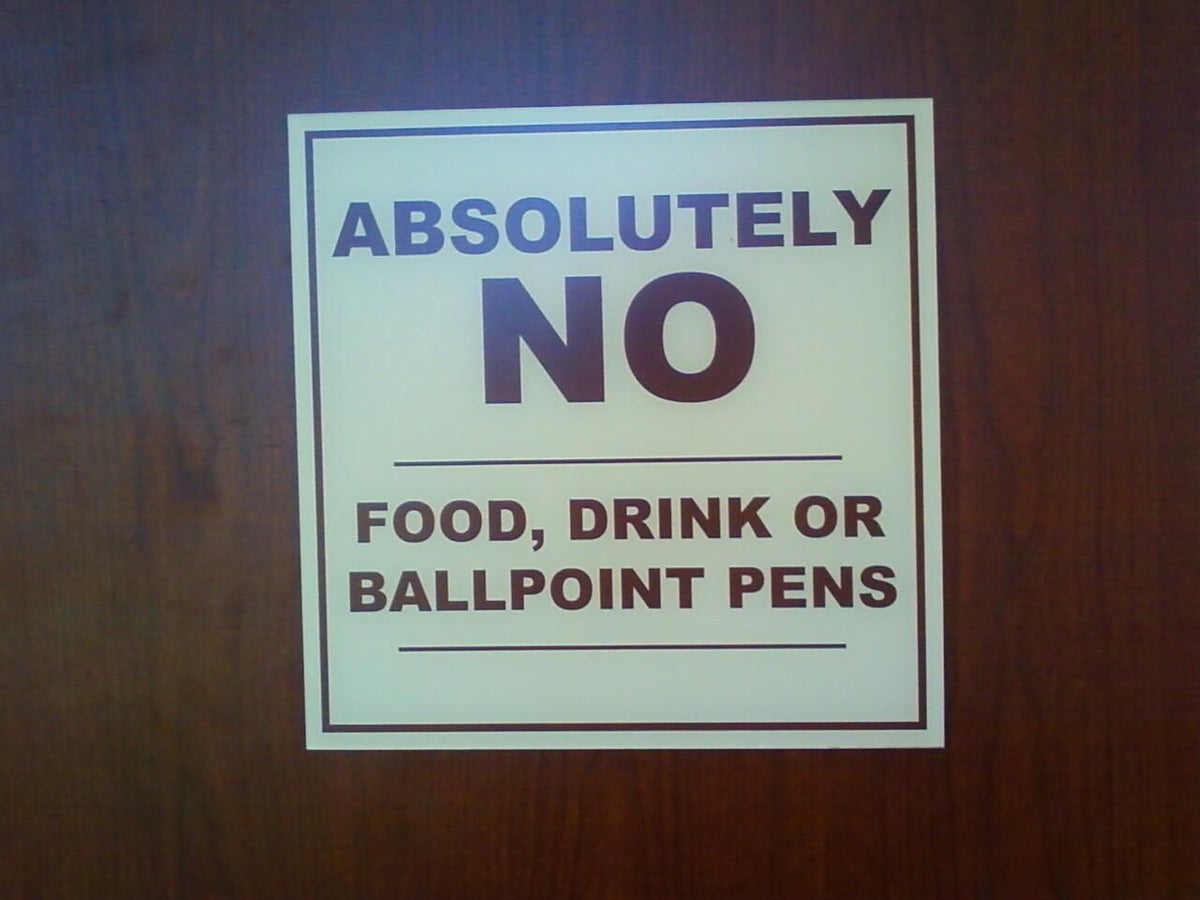 ABSOLUTELY
NO
FOOD, DRINK OR
BALLPOINT PENS